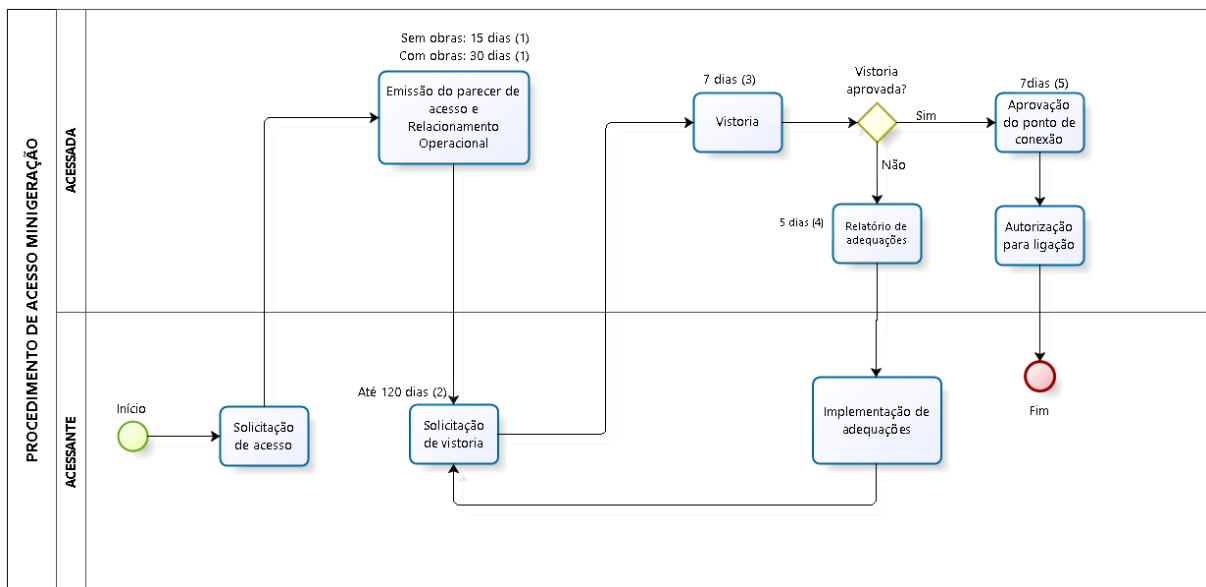 PROCEDIMENTO DE ACESSO MINIGERAÇÃO
ACESSADA
ACESSANTE
Início
Solicitação
de acesso
Sem obras: 15 dias (1)
Com obras: 30 dias (1)
Emissão do parecer de
acesso e
Relacionamento
Operacional
Até 120 dias (2)
Solicitação
de vistoria
7 dias (3)
Vistoria
Vistoria
aprovada?
Sim
Não
5 dias (4)
Relatório de
adequações
Implementação de
adequações
7dias (5)
Aprovação
do ponto de
conexão
Autorização
para ligação
Fim